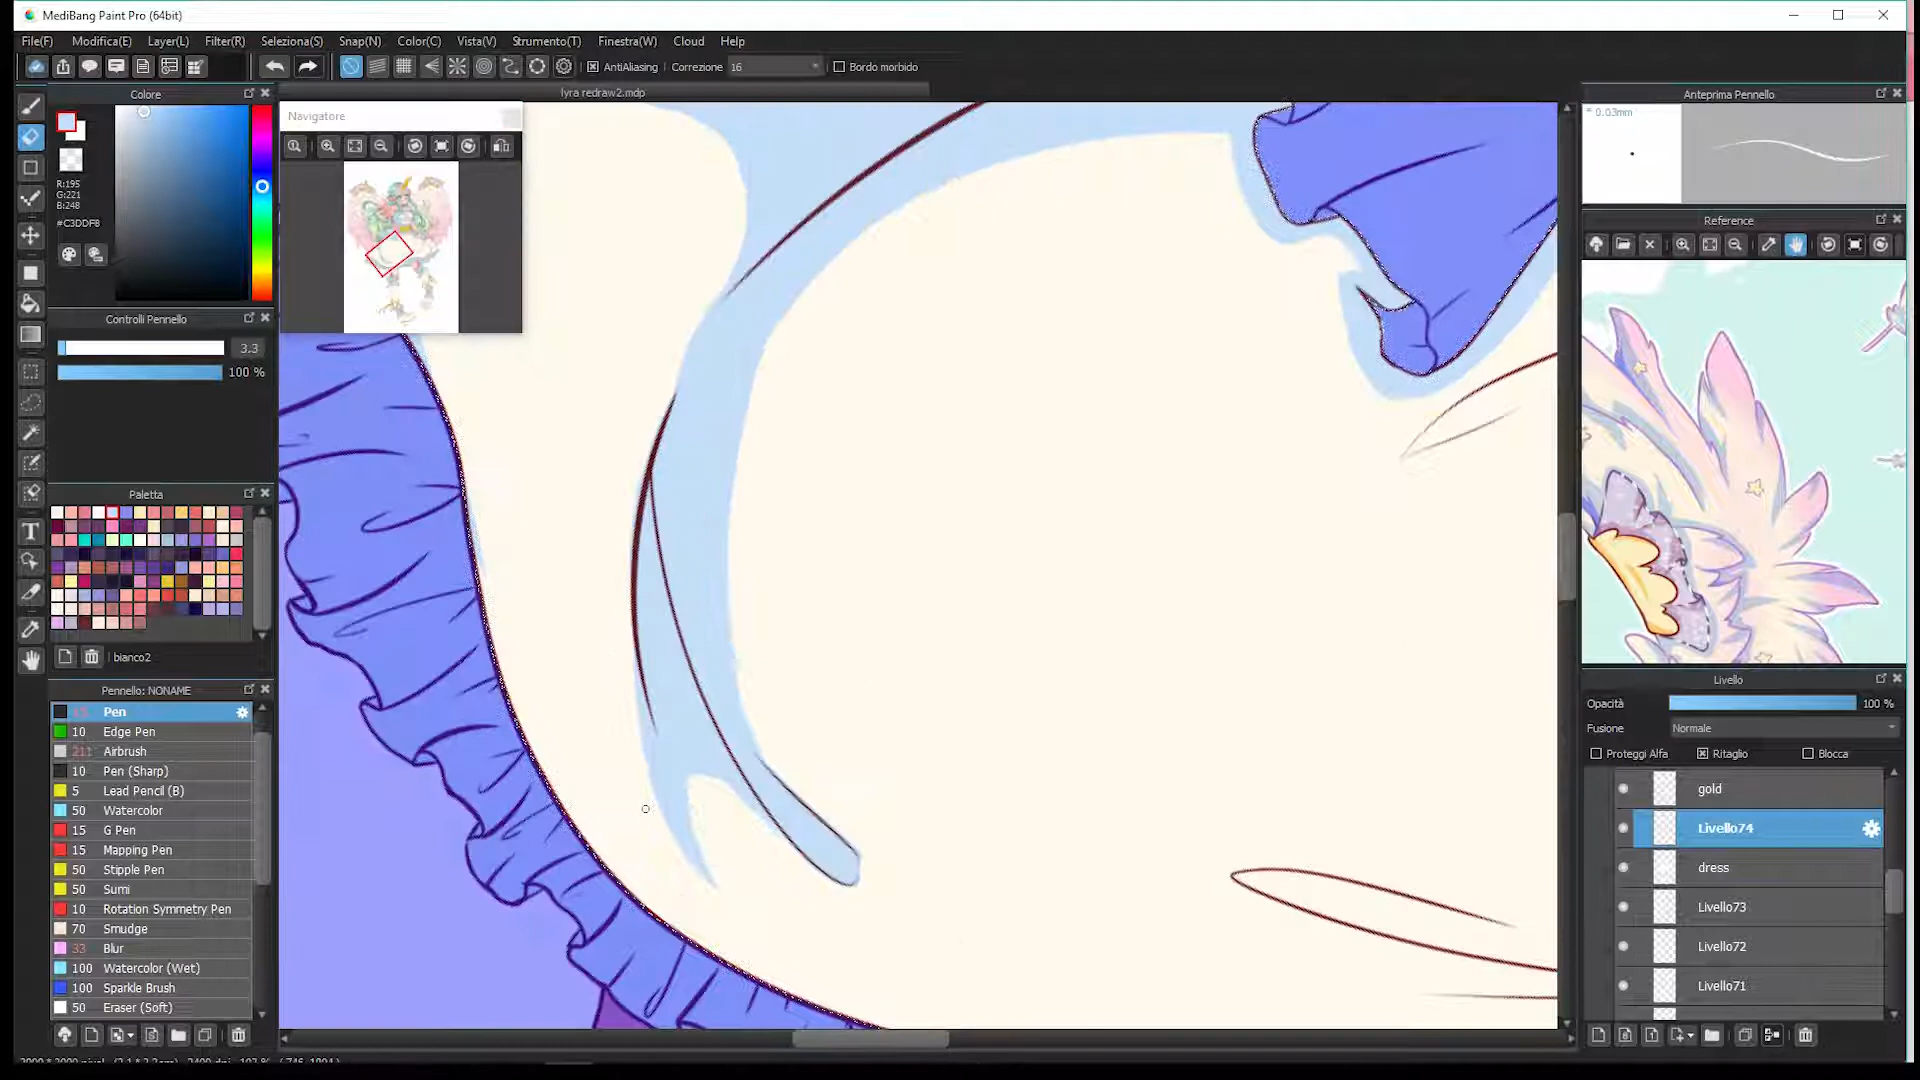 MediBang Paint Pro (64bit)
File(F) Modifica(E) Layer(L) Filter(R) Seleziona(S) Snap(N) Color(C) Vista(V) Strumento(T) Finestra(W) Cloud Help
AntiAliasing Correzione 16 Bordo morbido
lyra redraw2.mdp
Colore
R:195
G:221
B:248
#C3DDF8
Controlli Pennello
3.3
100 %
Paletta
bianco2
Pennello: NONAME
15 Pen
10 Edge Pen
211 Airbrush
10 Pen (Sharp)
5 Lead Pencil (B)
50 Watercolor
15 G Pen
15 Mapping Pen
50 Stipple Pen
50 Sumi
10 Rotation Symmetry Pen
70 Smudge
33 Blur
100 Watercolor (Wet)
100 Sparkle Brush
50 Eraser (Soft)
Navigatore
Anteprima Pennello
* 0.03mm
Reference
Livello
Opacità 100 %
Fusione Normale
Proteggi Alfa Ritaglio Blocca
gold
Livello74
dress
Livello73
Livello72
Livello71